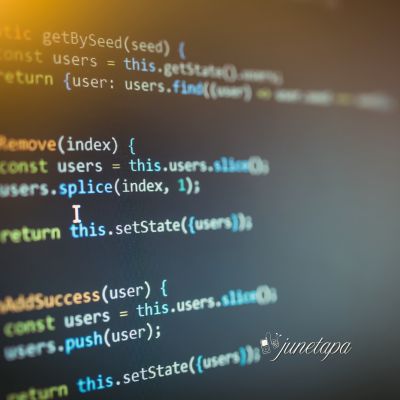 tic getBySeed(seed) {
const users = this.getState().users;
return {user: users.find((user) =>
Remove(index) {
const users = this.users.slice();
users.splice(index, 1);
return this.setState({users});
AddSuccess(user) {
const users = this.users.slice();
users.push(user);
return this.setState({users});
junetapa